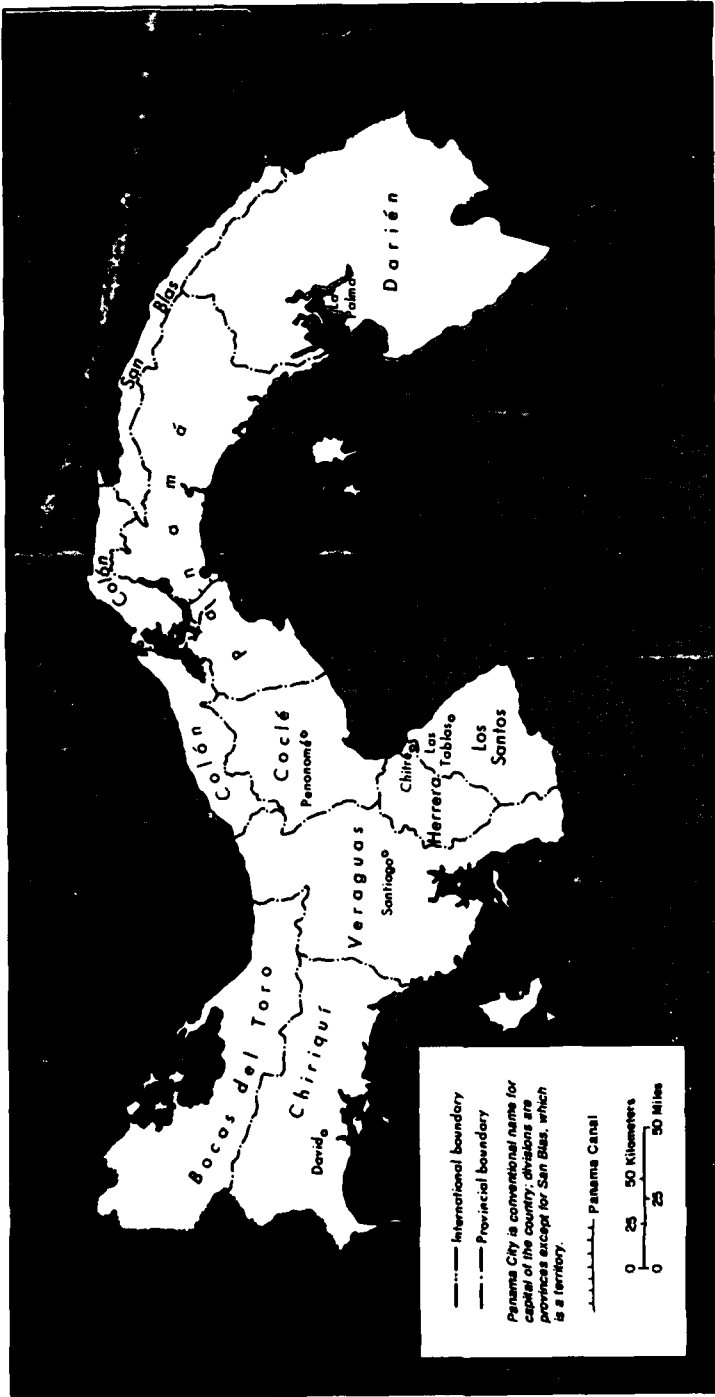 San Blas
Colón
Panamá
Darién
La
Palma
Colón
Coclé
Penonomé
Bocas del Toro
Chiriquí
David
Veraguas
Santiago
Chitré
Herrera
Las
Tablas
Los
Santos
International boundary
Provincial boundary
Panama City is conventional name for
capital of the country; divisions are
provinces except for San Blas, which
is a territory.
Panama Canal
0 25 50 Kilometers
0 25 50 Miles